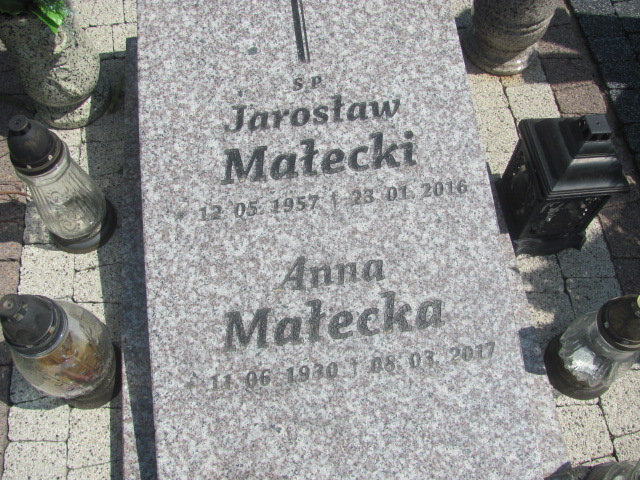 Ś P
Jarosław
Małecki
* 12.05.1957 † 23.01.2016
Anna
Małecka
* 11.06.1930 † 08.03.2017